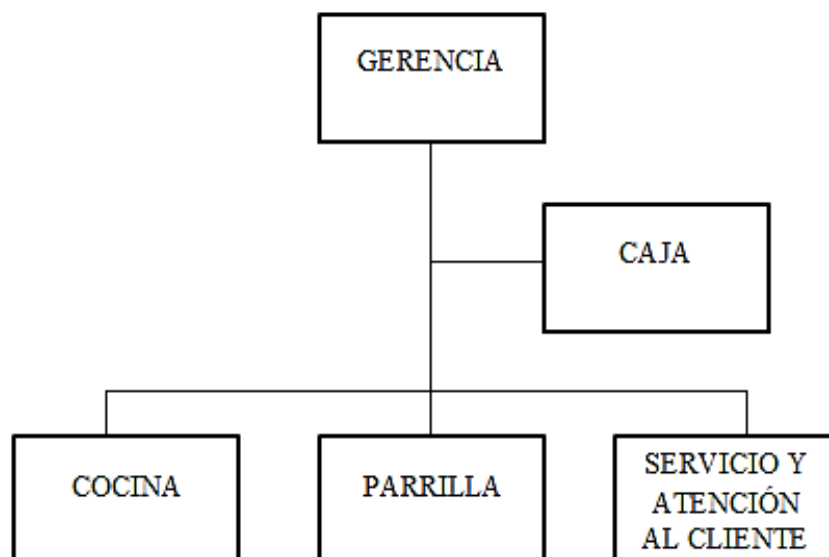 GERENCIA
CAJA
COCINA
PARRILLA
SERVICIO Y
ATENCIÓN
AL CLIENTE